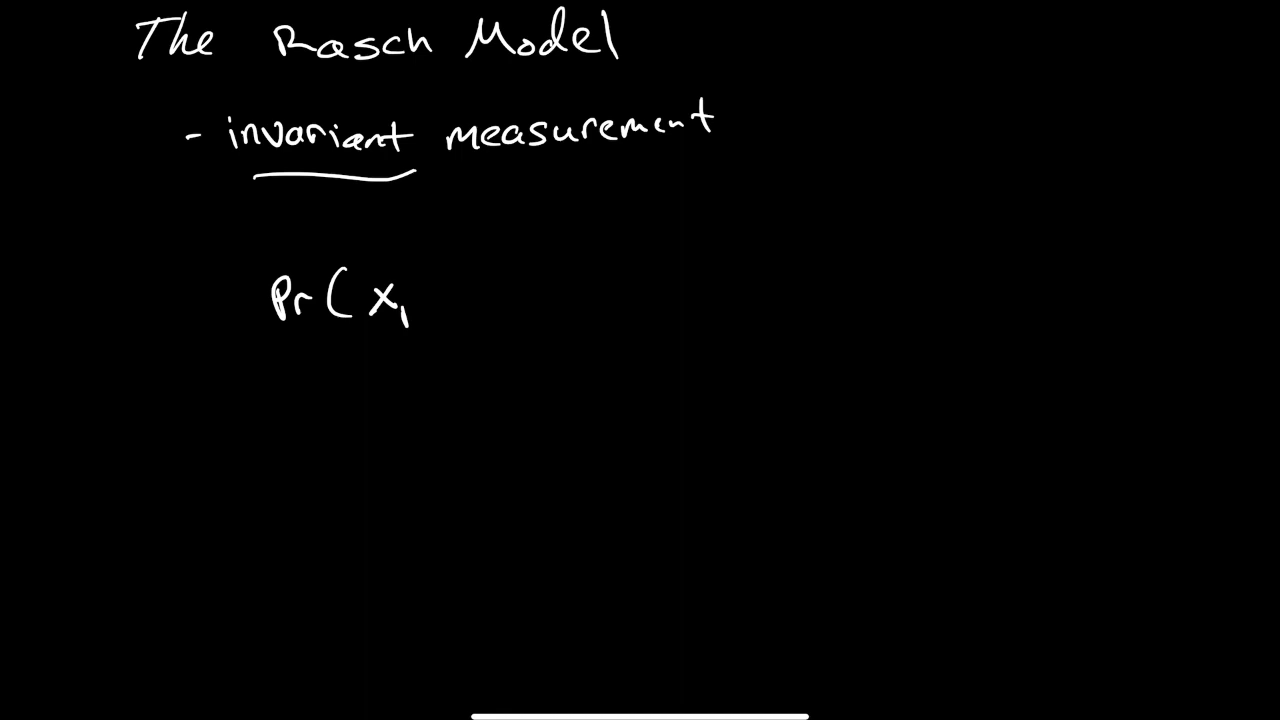 The Rasch Model
- invariant measurement
Pr( x₁